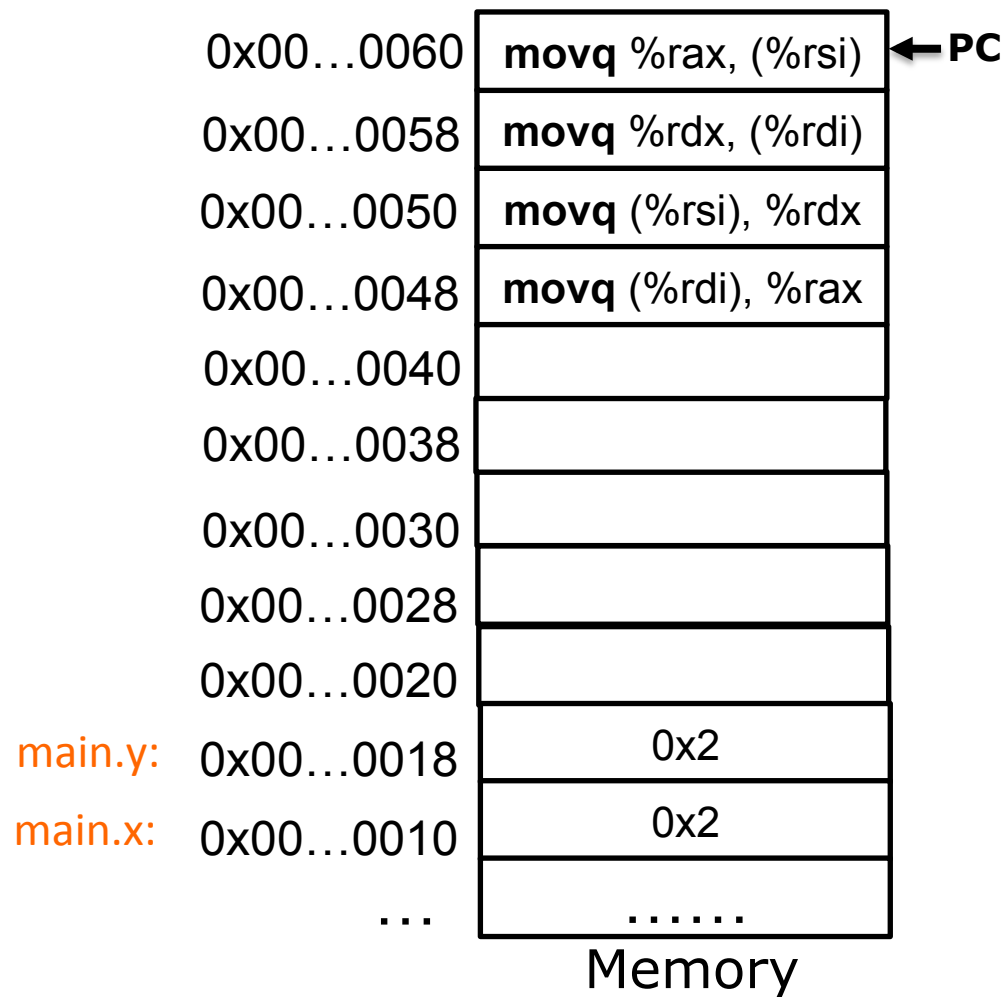 0x00…0060 movq %rax, (%rsi) PC
0x00…0058 movq %rdx, (%rdi)
0x00…0050 movq (%rsi), %rdx
0x00…0048 movq (%rdi), %rax
0x00…0040
0x00…0038
0x00…0030
0x00…0028
0x00…0020
main.y: 0x00…0018 0x2
main.x: 0x00…0010 0x2
… ……
Memory